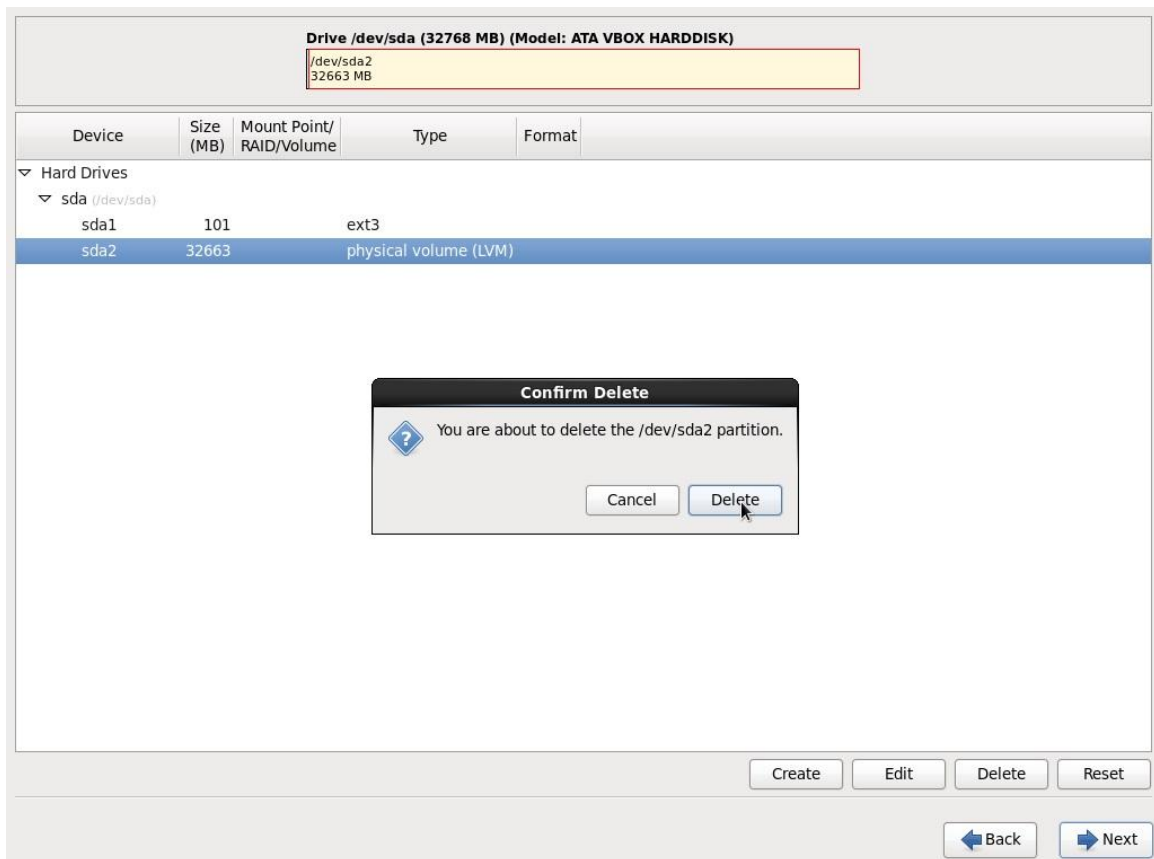 Drive /dev/sda (32768 MB) (Model: ATA VBOX HARDDISK)
/dev/sda2
32663 MB
Device Size (MB) Mount Point/ RAID/Volume Type Format
Hard Drives
sda (/dev/sda)
sda1 101 ext3
sda2 32663 physical volume (LVM)
Confirm Delete
You are about to delete the /dev/sda2 partition.
Cancel Delete
Create Edit Delete Reset
Back Next